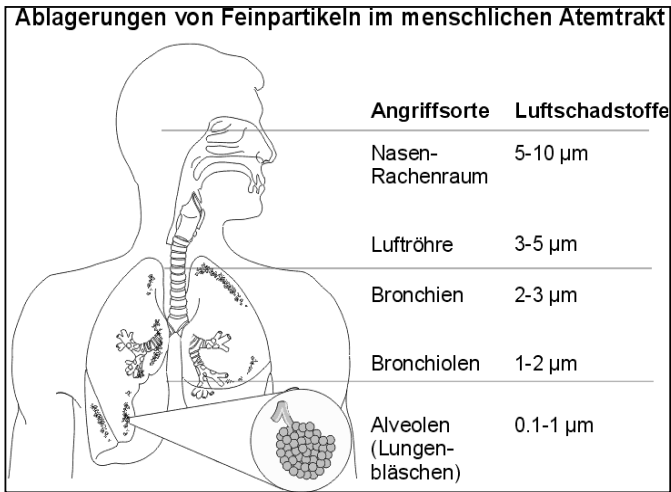 Ablagerungen von Feinpartikeln im menschlichen Atemtrakt
Angriffsorte Luftschadstoffe
Nasen- 5-10 µm
Rachenraum
Luftröhre 3-5 µm
Bronchien 2-3 µm
Bronchiolen 1-2 µm
Alveolen 0.1-1 µm
(Lungen-
bläschen)